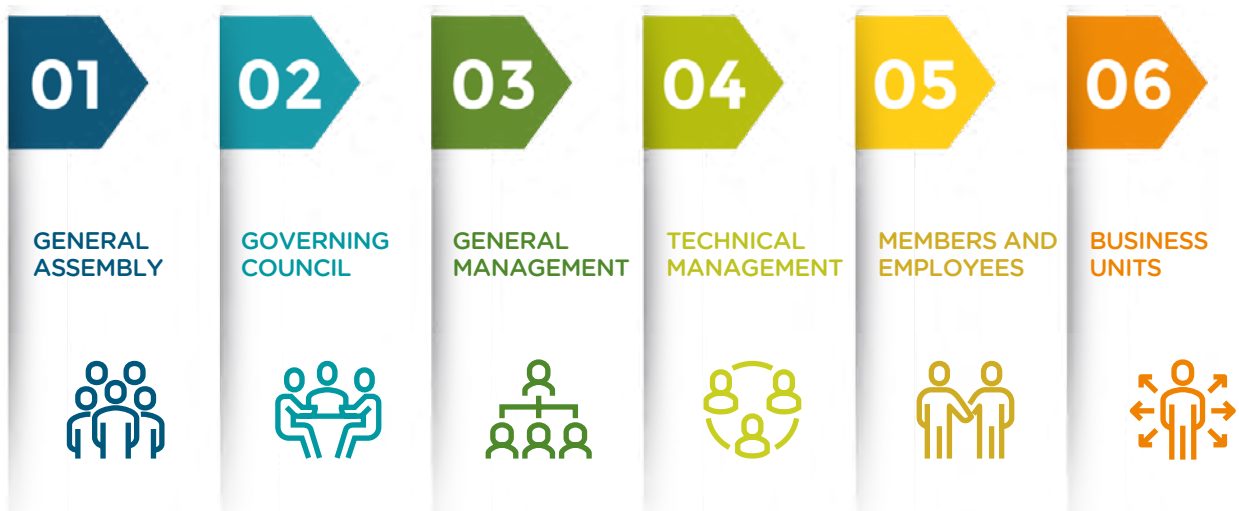 01
GENERAL
ASSEMBLY
02
GOVERNING
COUNCIL
03
GENERAL
MANAGEMENT
04
TECHNICAL
MANAGEMENT
05
MEMBERS AND
EMPLOYEES
06
BUSINESS
UNITS